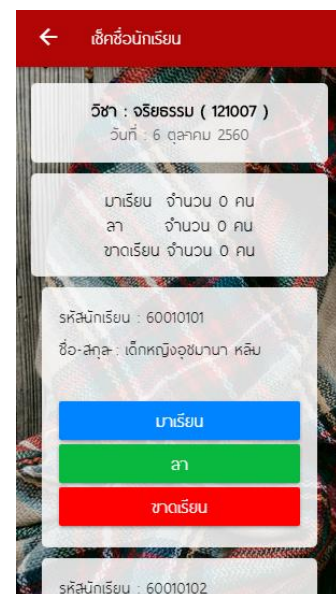 เช็คชื่อนักเรียน
วิชา : จริยธรรม ( 121007 )
วันที่ : 6 ตุลาคม 2560
มาเรียน จำนวน 0 คน
ลา จำนวน 0 คน
ขาดเรียน จำนวน 0 คน
รหัสนักเรียน : 60010101
ชื่อ-สกุล : เด็กหญิงอุชมานา หลิม
มาเรียน
ลา
ขาดเรียน
รหัสนักเรียน : 60010102